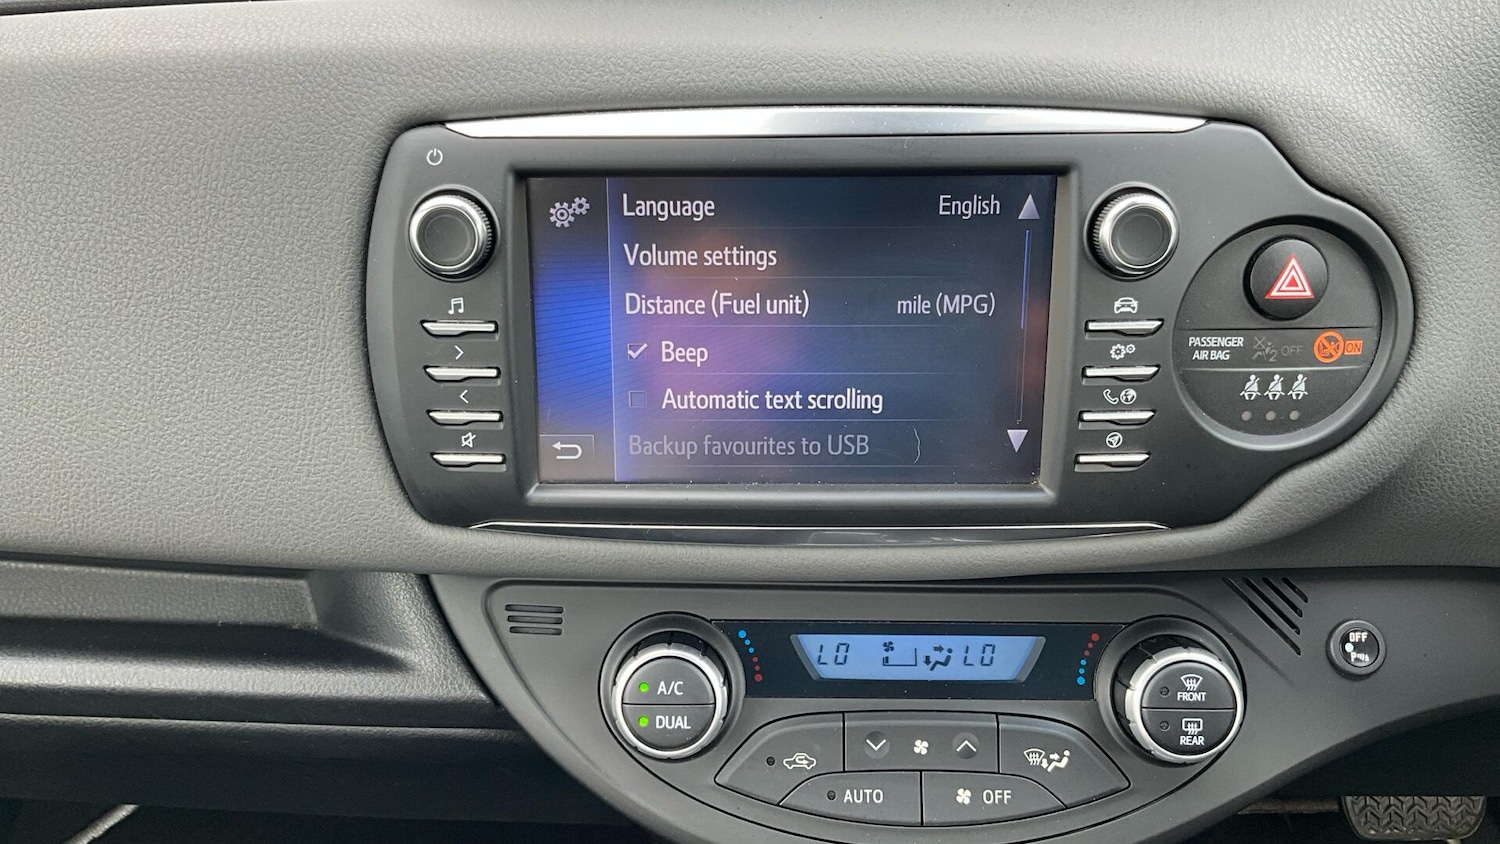 Language English
Volume settings
Distance (Fuel unit) mile (MPG)
Beep
Automatic text scrolling
Backup favourites to USB
PASSENGER
AIR BAG
2 OFF
ON
LO LO
A/C
DUAL
FRONT
REAR
AUTO
OFF
OFF